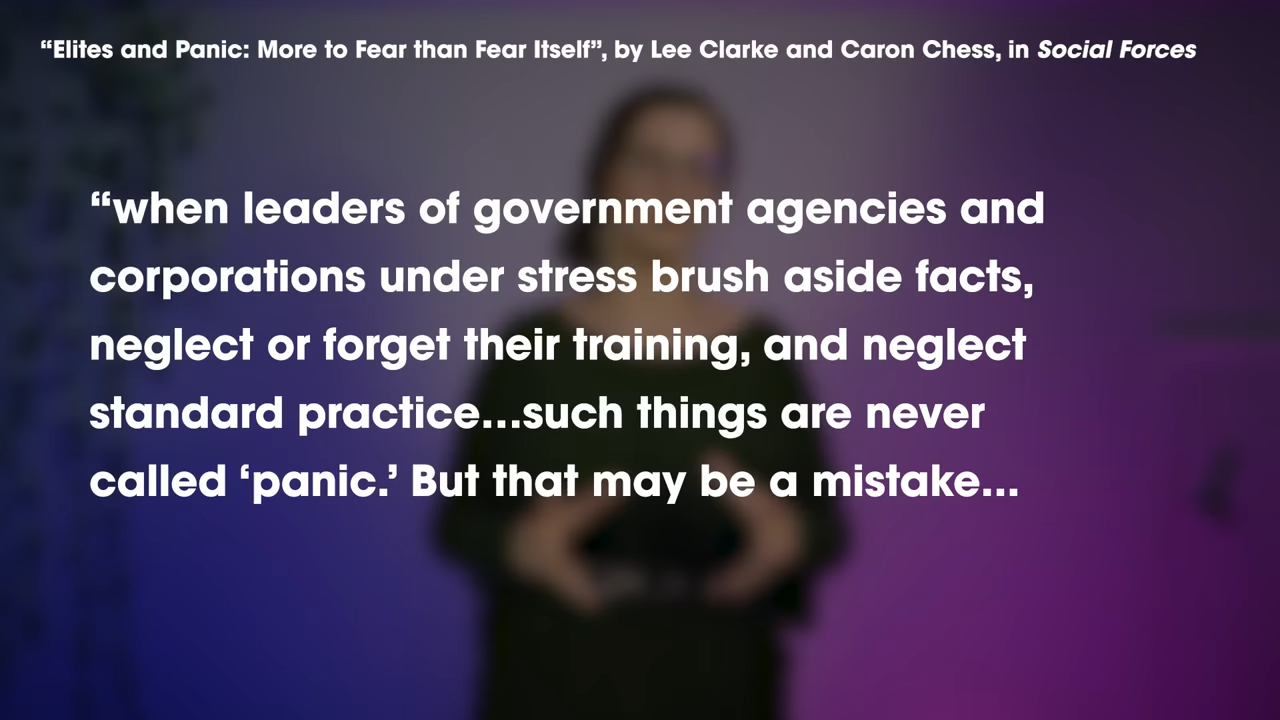 “Elites and Panic: More to Fear than Fear Itself”, by Lee Clarke and Caron Chess, in Social Forces
“when leaders of government agencies and
corporations under stress brush aside facts,
neglect or forget their training, and neglect
standard practice...such things are never
called ‘panic.’ But that may be a mistake...